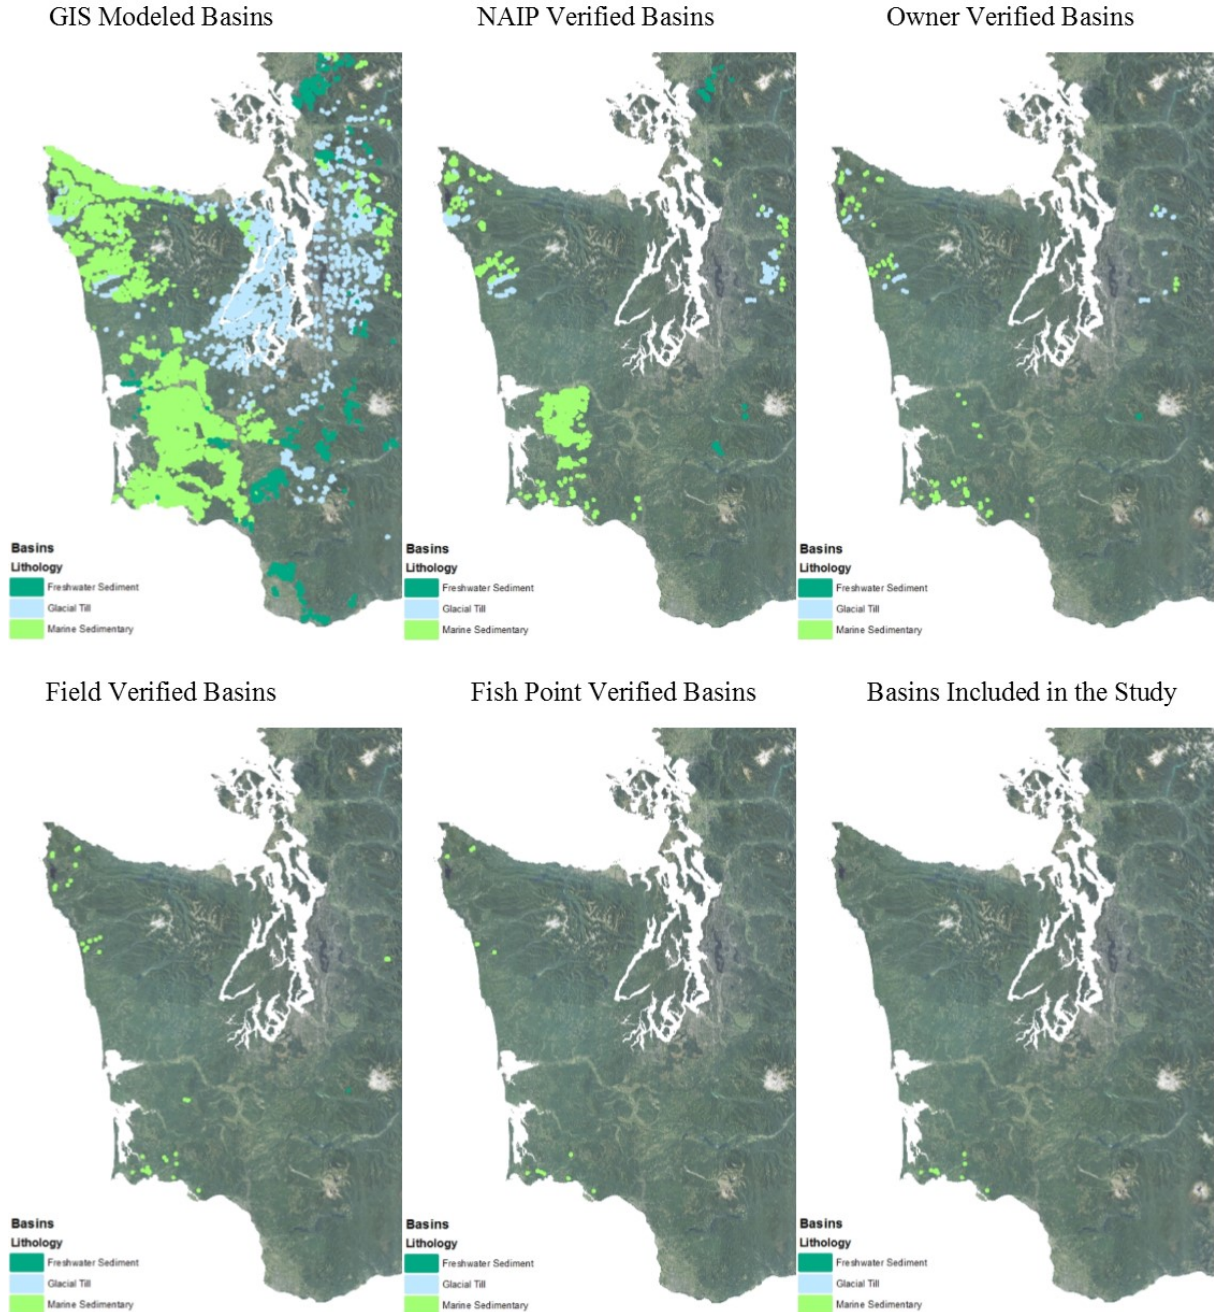 GIS Modeled Basins
NAIP Verified Basins
Owner Verified Basins
Basins
Lithology
Freshwater Sediment
Glacial Till
Marine Sedimentary
Basins
Lithology
Freshwater Sediment
Glacial Till
Marine Sedimentary
Basins
Lithology
Freshwater Sediment
Glacial Till
Marine Sedimentary
Field Verified Basins
Fish Point Verified Basins
Basins Included in the Study
Basins
Lithology
Freshwater Sediment
Glacial Till
Marine Sedimentary
Basins
Lithology
Freshwater Sediment
Glacial Till
Marine Sedimentary
Basins
Lithology
Freshwater Sediment
Glacial Till
Marine Sedimentary